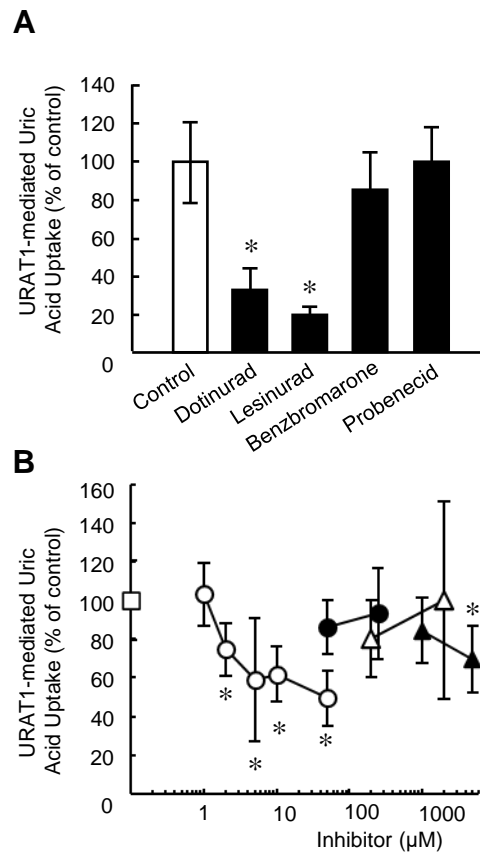 A
URAT1-mediated Uric
Acid Uptake (% of control)
140
120
100
80
60
40
20
0
*
*
Control
Dotinurad
Lesinurad
Benzbromarone
Probenecid
B
URAT1-mediated Uric
Acid Uptake (% of control)
160
140
120
100
80
60
40
20
0
*
*
*
*
*
1
10
100
1000
Inhibitor (µM)